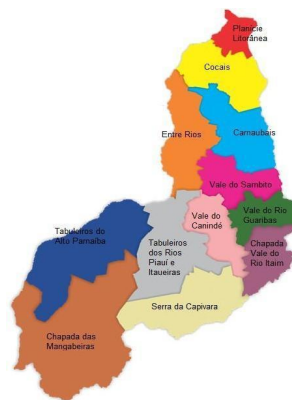 Planície
Litorânea
Cocais
Entre Rios
Carnaubais
Vale do Sambito
Vale do Rio
Guaribas
Vale do
Canindé
Tabuleiros do
Alto Parnaíba
Tabuleiros
dos Rios
Piauí e
Itaueiras
Chapada
Vale do
Rio Itaim
Serra da Capivara
Chapada das
Mangabeiras